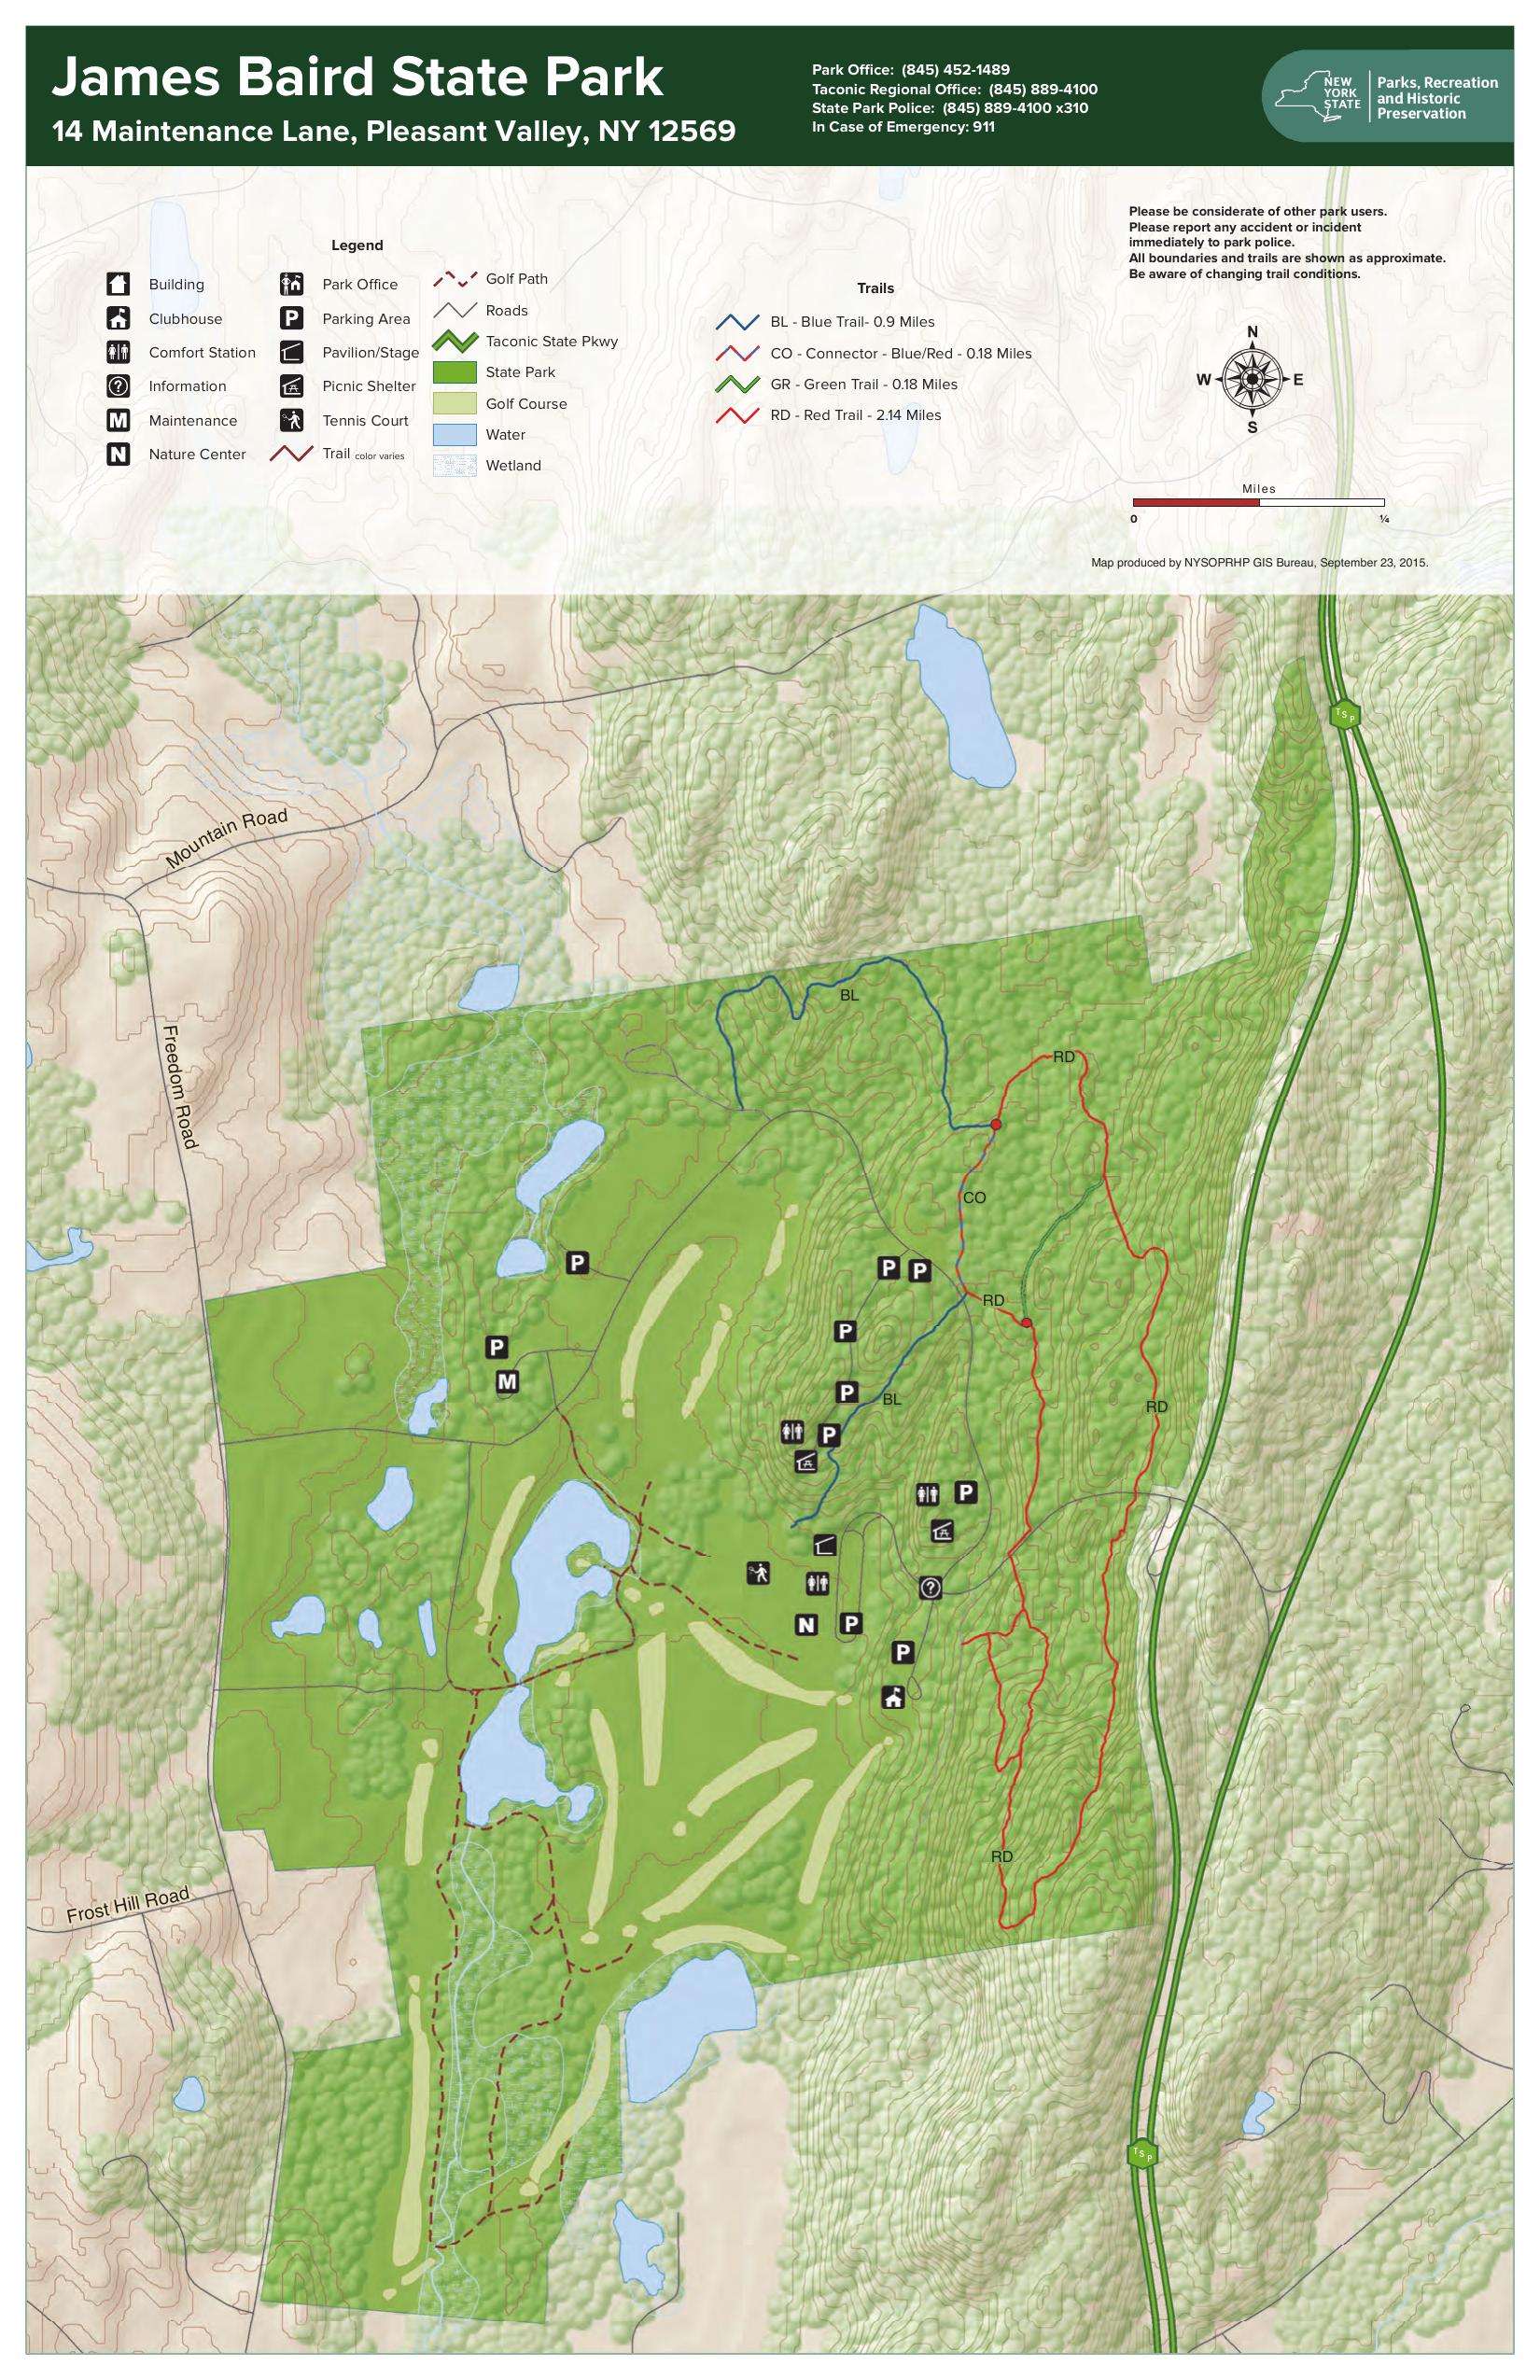 James Baird State Park
14 Maintenance Lane, Pleasant Valley, NY 12569
Park Office: (845) 452-1489
Taconic Regional Office: (845) 889-4100
State Park Police: (845) 889-4100 x310
In Case of Emergency: 911
NEW
YORK
STATE
Parks, Recreation
and Historic
Preservation
Please be considerate of other park users.
Please report any accident or incident
immediately to park police.
All boundaries and trails are shown as approximate.
Be aware of changing trail conditions.
Legend
Building
Clubhouse
Comfort Station
? Information
M Maintenance
N Nature Center
Park Office
P Parking Area
Pavilion/Stage
Picnic Shelter
Tennis Court
Trail color varies
Golf Path
Roads
Taconic State Pkwy
State Park
Golf Course
Water
Wetland
Trails
BL - Blue Trail- 0.9 Miles
CO - Connector - Blue/Red - 0.18 Miles
GR - Green Trail - 0.18 Miles
RD - Red Trail - 2.14 Miles
N
W E
S
Miles
0 ¼
Map produced by NYSOPRHP GIS Bureau, September 23, 2015.
TSP
Mountain Road
BL
Freedom Road
RD
CO
P
P P
RD
P
P
M
P
BL
RD
P
P
?
N P
P
RD
Frost Hill Road
TSP